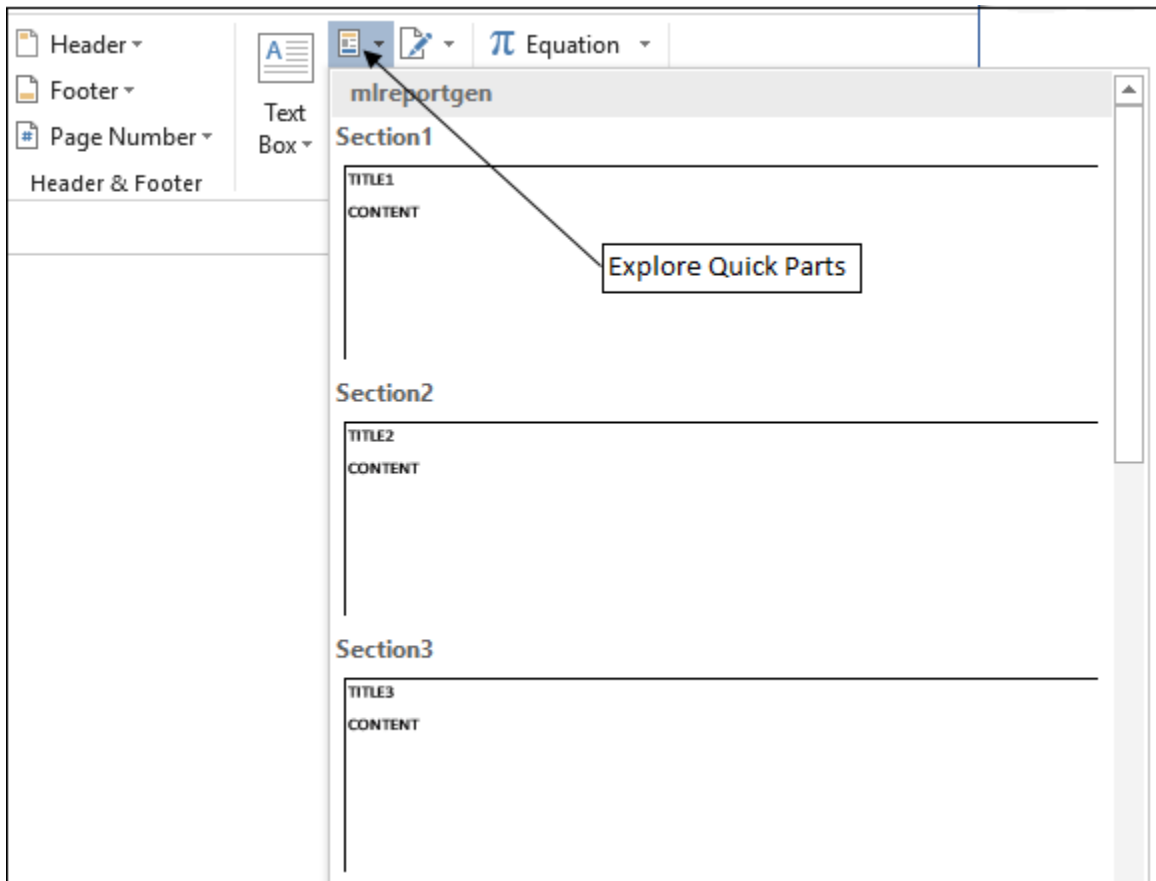 Header
Footer
Page Number
Header & Footer
A
Text
Box
π Equation
mlreportgen
Section1
TITLE1
CONTENT
Explore Quick Parts
Section2
TITLE2
CONTENT
Section3
TITLE3
CONTENT